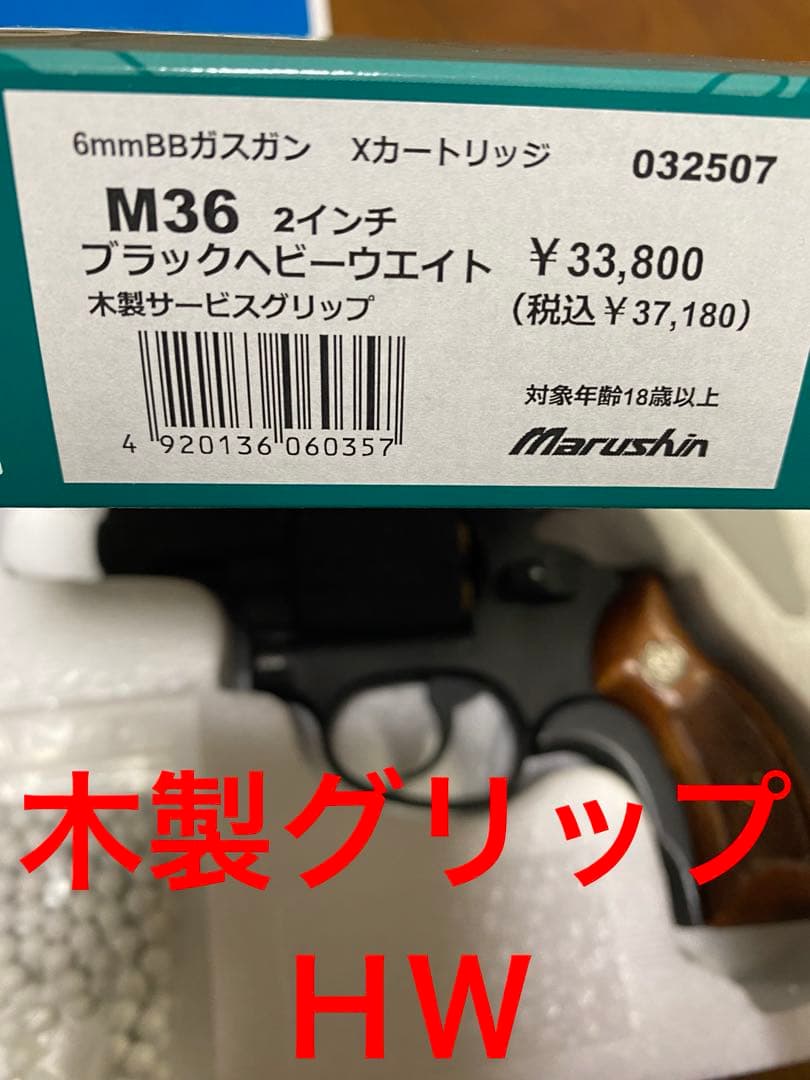 6mmBBガスガン Xカートリッジ 032507
M36 2インチ
ブラックヘビーウエイト ￥33,800
木製サービスグリップ (税込￥37,180)
対象年齢18歳以上
4 920136 060357
Marushin
木製グリップ
HW